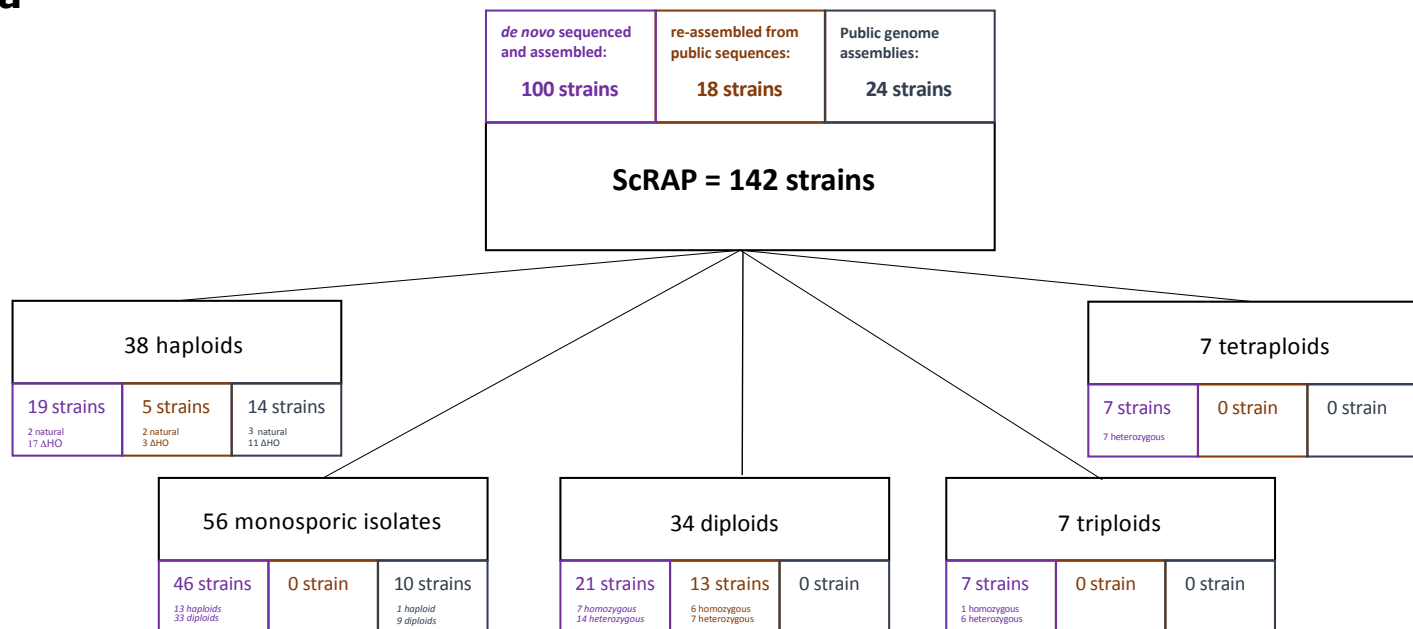 a
de novo sequenced
and assembled:
100 strains
re-assembled from
public sequences:
18 strains
Public genome
assemblies:
24 strains
ScRAP = 142 strains
38 haploids
19 strains
2 natural
17 ΔHO
5 strains
2 natural
3 ΔHO
14 strains
3 natural
11 ΔHO
7 tetraploids
7 strains
7 heterozygous
0 strain
0 strain
56 monosporic isolates
46 strains
13 haploids
33 diploids
0 strain
10 strains
1 haploid
9 diploids
34 diploids
21 strains
7 homozygous
14 heterozygous
13 strains
6 homozygous
7 heterozygous
0 strain
7 triploids
7 strains
1 homozygous
6 heterozygous
0 strain
0 strain